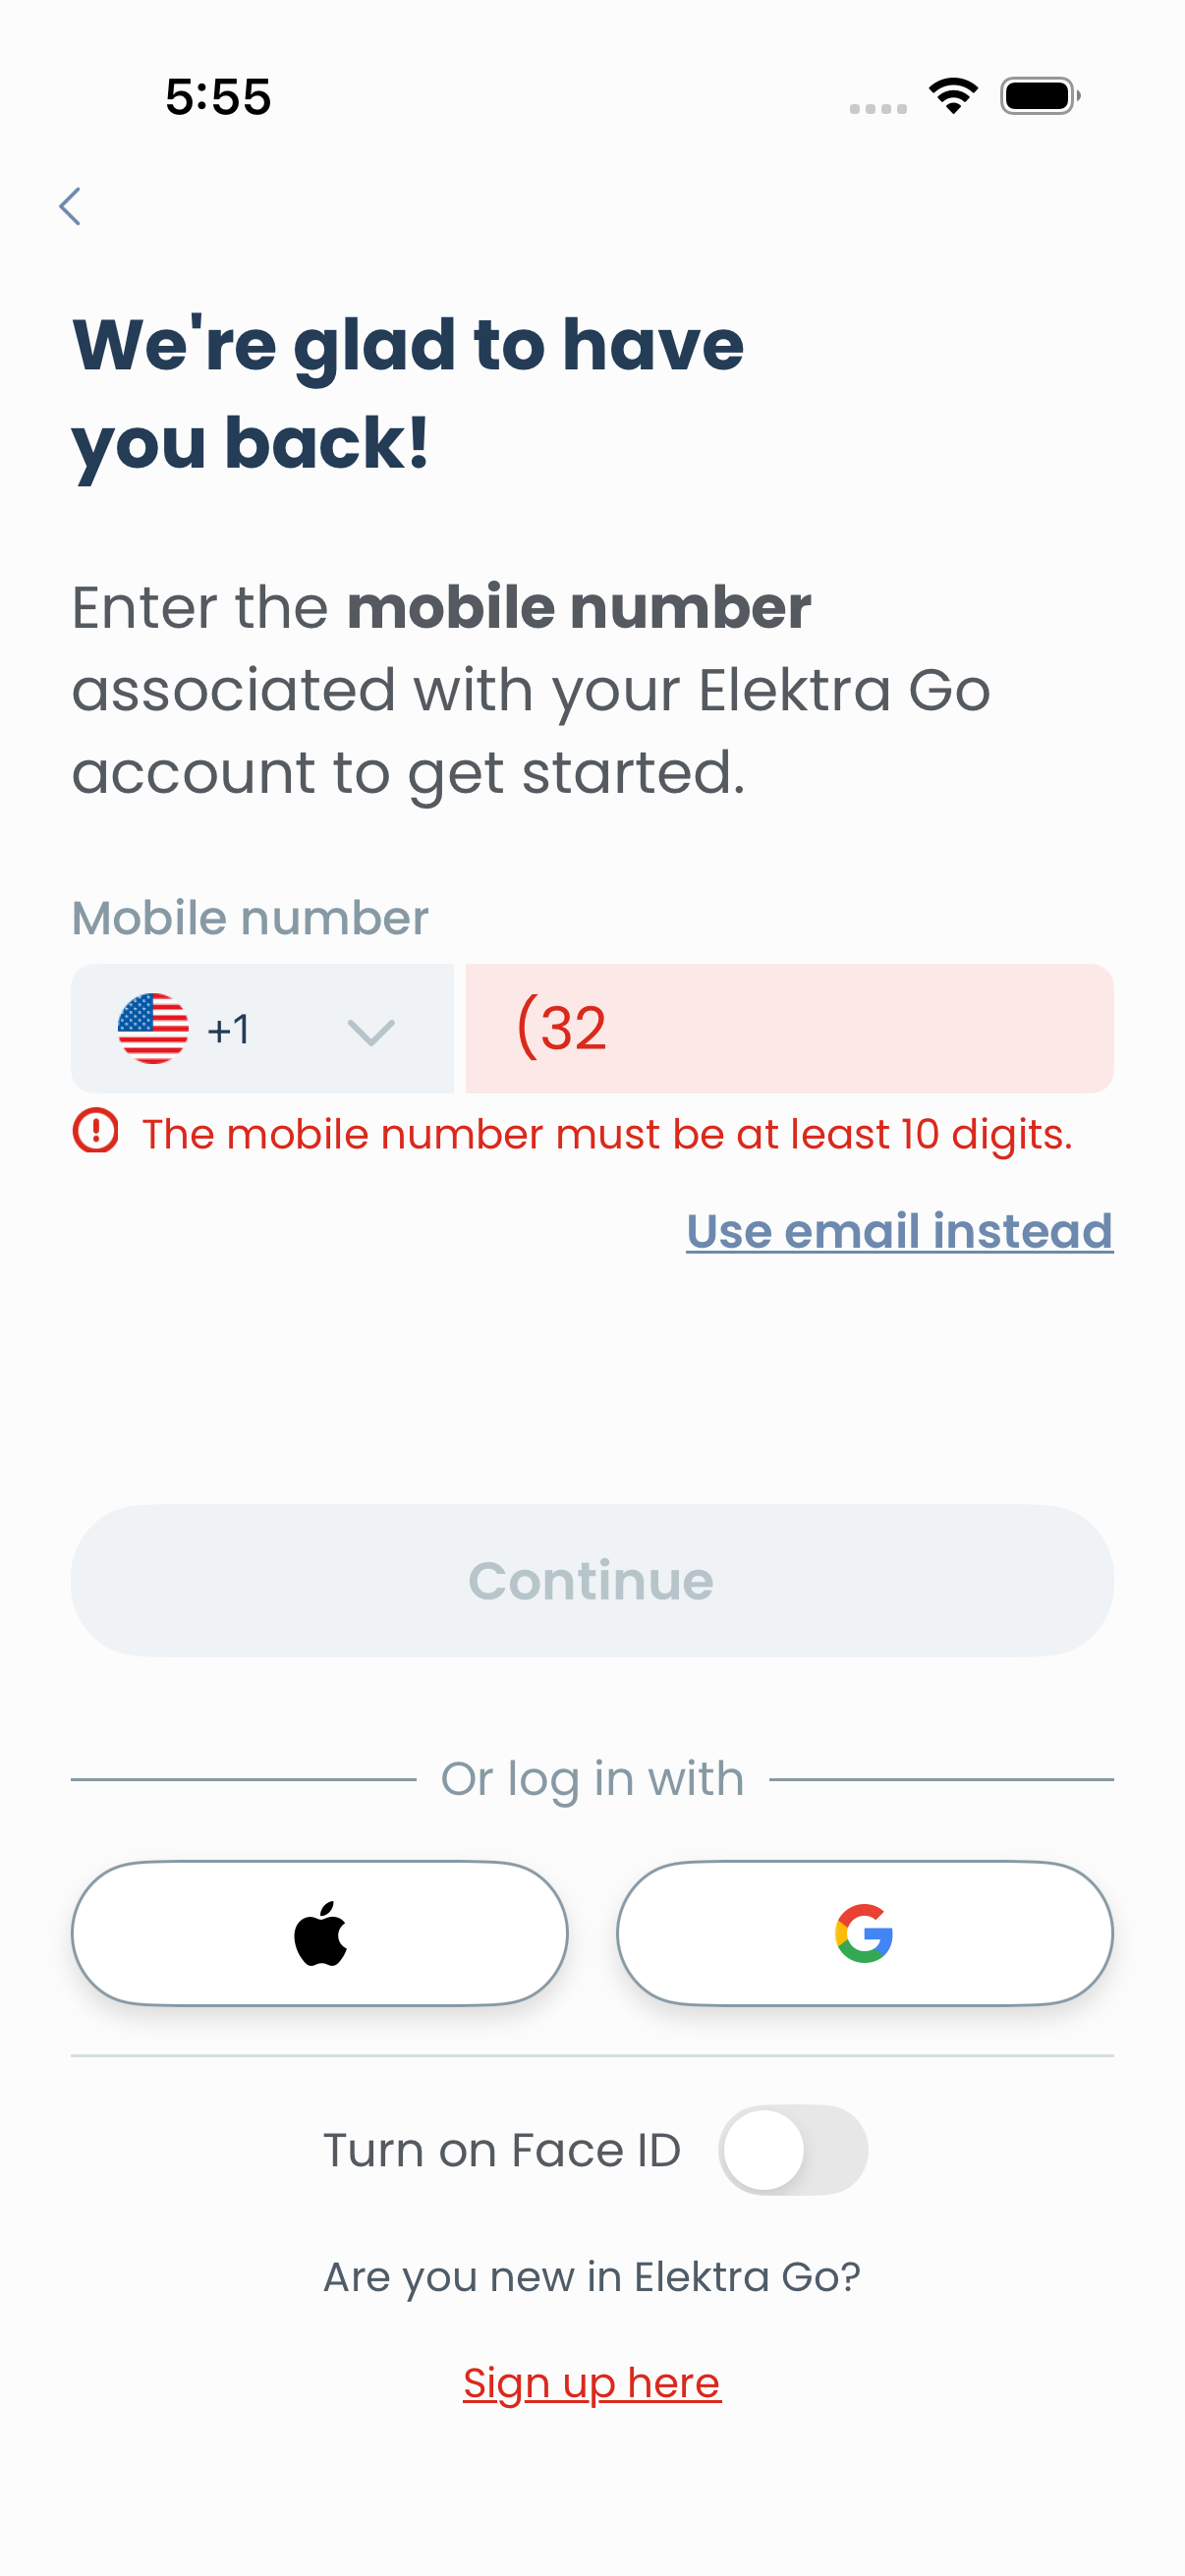 5:55
We're glad to have
you back!
Enter the mobile number
associated with your Elektra Go
account to get started.
Mobile number
+1
(32
The mobile number must be at least 10 digits.
Use email instead
Continue
Or log in with
Turn on Face ID
Are you new in Elektra Go?
Sign up here